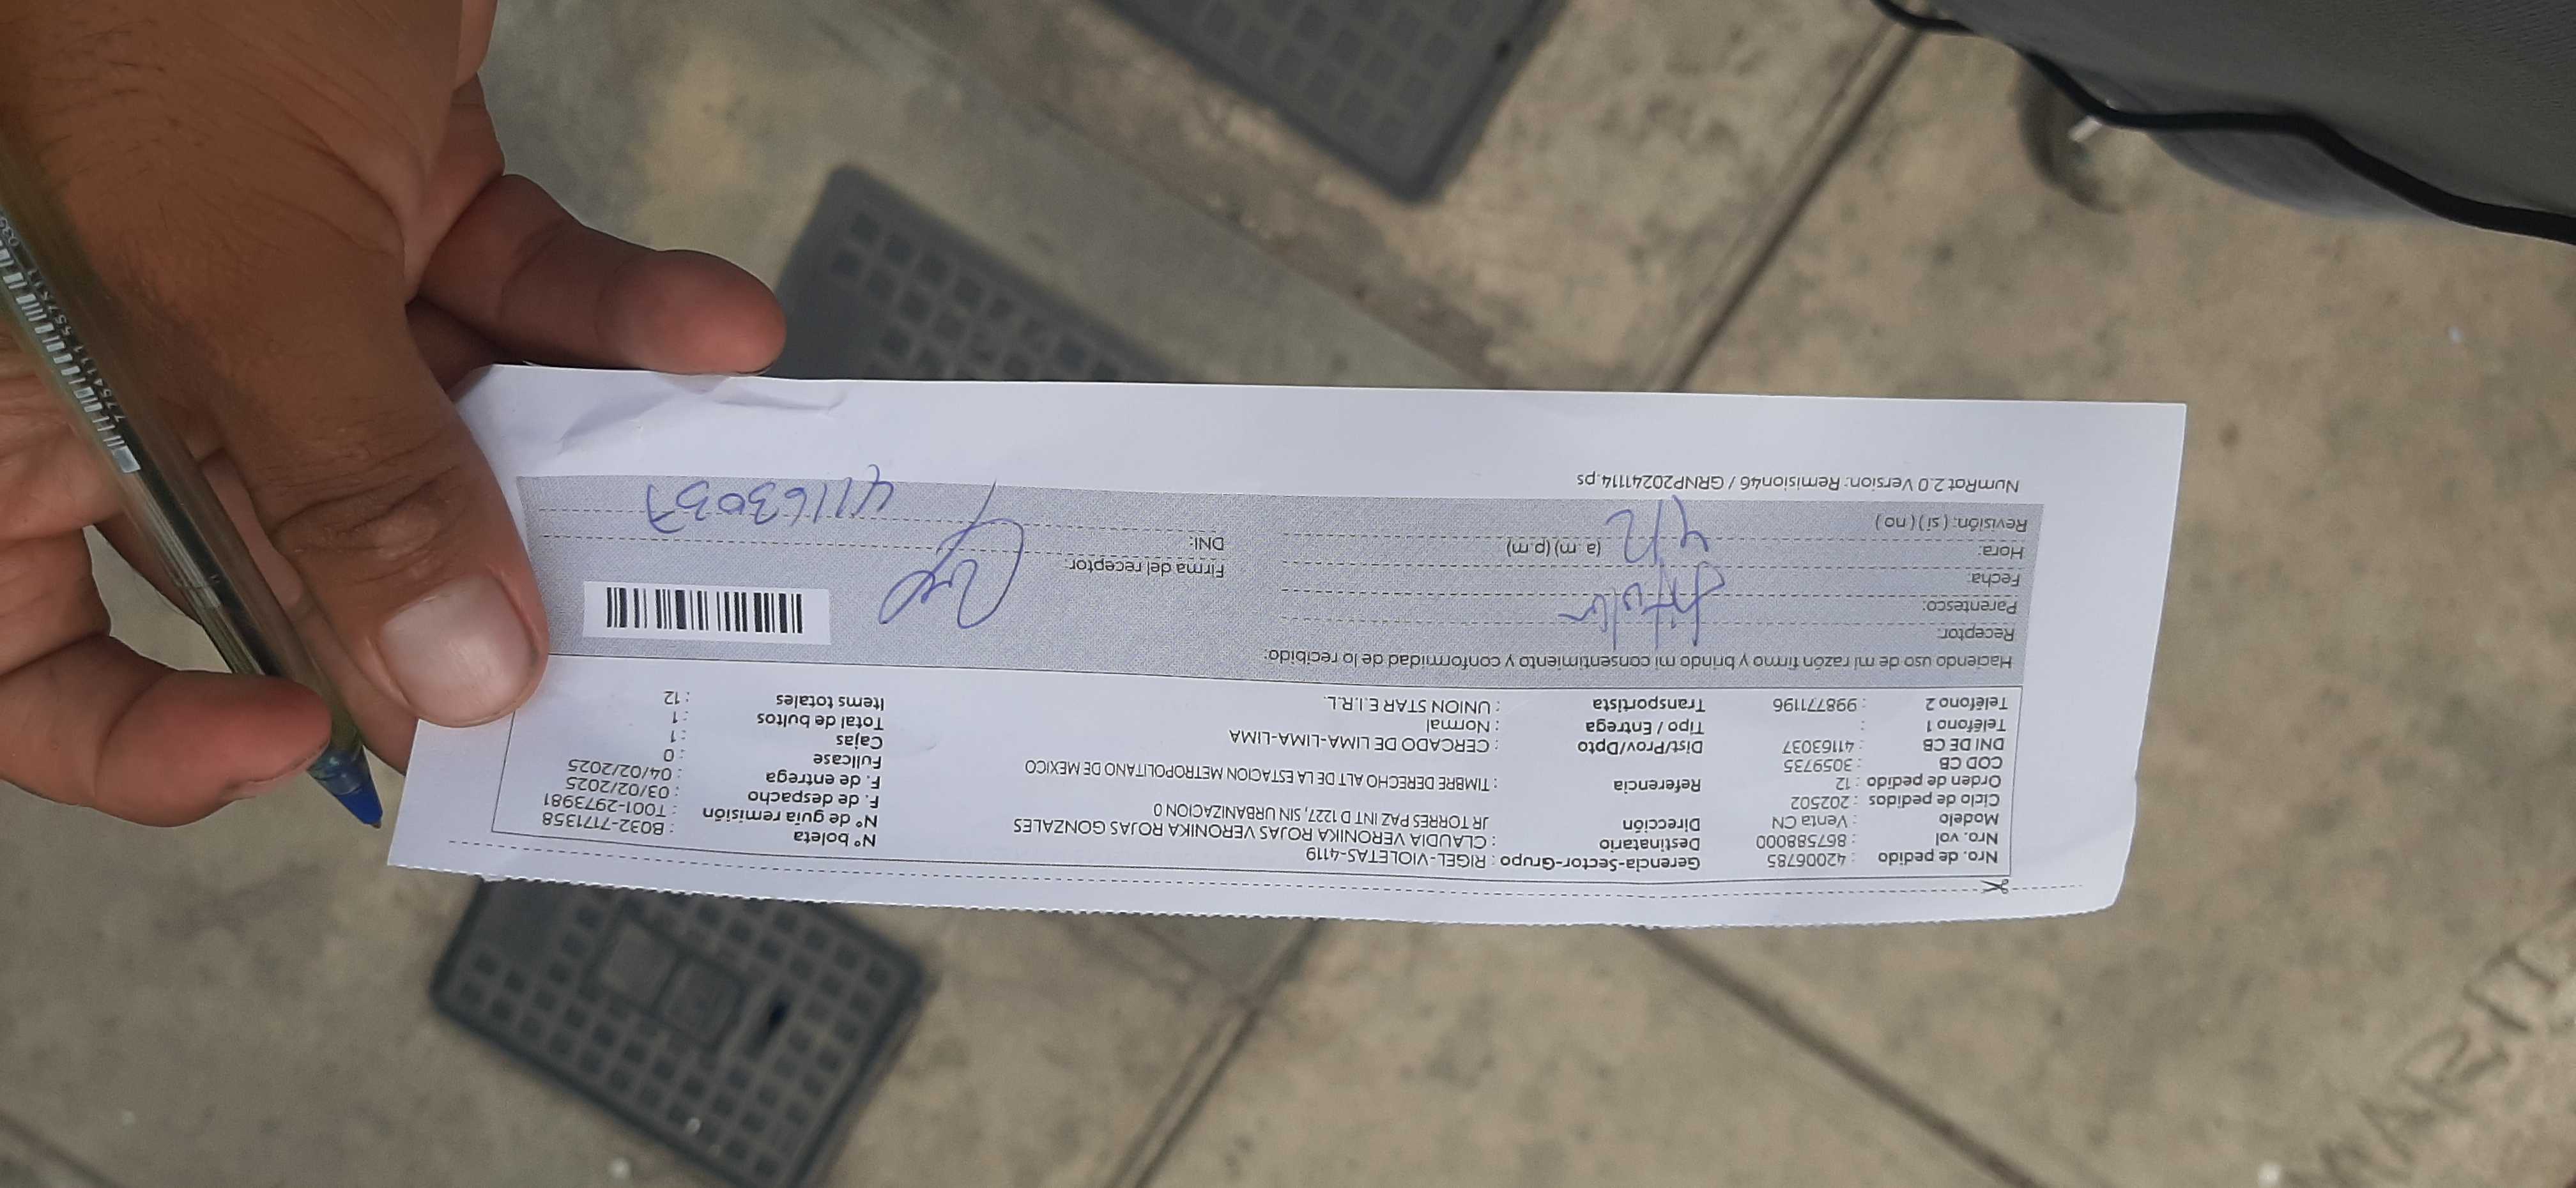 Nro. de pedido : 42006785 Gerencia-Sector-Grupo : RIGEL-VIOLETAS-4119 N° boleta : B032-7171358
Nro. vol : 867588000 Destinatario : CLAUDIA VERONIKA ROJAS VERONIKA ROJAS GONZALES N° de guía remisión : T001-2973981
Modelo : Venta CN Dirección JR TORRES PAZ INT D 1227, SIN URBANIZACION 0 F. de despacho : 03/02/2025
Ciclo de pedidos : 202502 F. de entrega : 04/02/2025
Orden de pedido : 12 Referencia : TIMBRE DERECHO ALT DE LA ESTACION METROPOLITANO DE MEXICO Fullcase : 0
COD CB : 3059735 Cajas : 1
DNI DE CB : 41163037 Dist/Prov/Dpto : CERCADO DE LIMA-LIMA-LIMA Total de bultos : 1
Teléfono 1 : Tipo / Entrega : Normal Items totales : 12
Teléfono 2 : 998771196 Transportista : UNION STAR E.I.R.L.
Haciendo uso de mi razón firmo y brindo mi consentimiento y conformidad de lo recibido:
Receptor:
Parentesco: titular
Fecha: 4/2 Firma del receptor:
Hora: (a. m) (p.m) DNI: 41163037
Revisión: ( si ) ( no )
NumRot 2.0 Version: Remision46 / GRNP20241114.ps